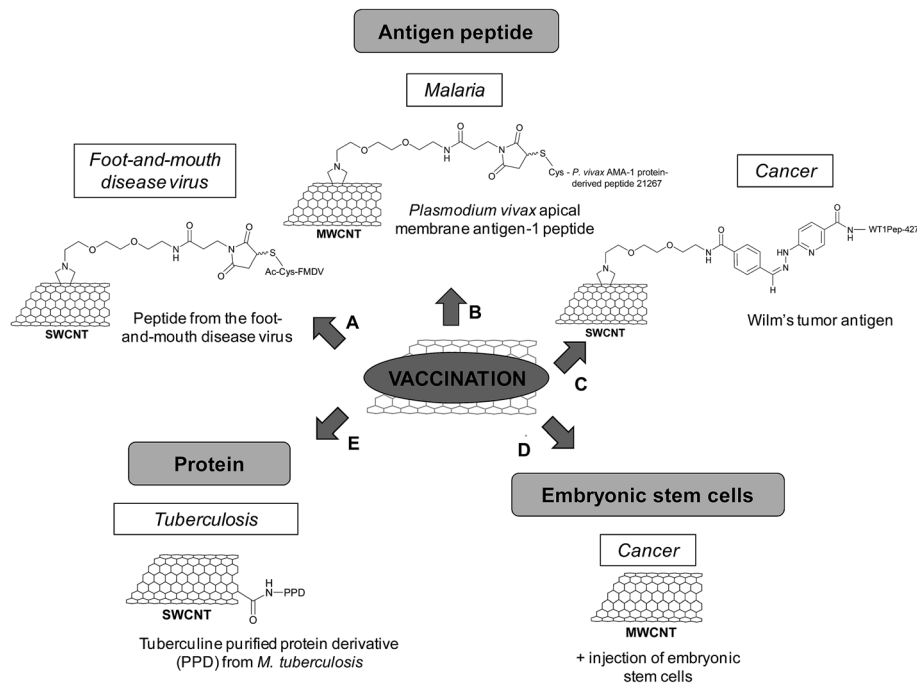 Antigen peptide
Malaria
O
O
O
N
H
O
N
O
O
S
Cys - P. vivax AMA-1 protein-
derived peptide 21267
N
MWCNT
Plasmodium vivax apical
membrane antigen-1 peptide
Foot-and-mouth
disease virus
O
O
N
H
O
N
O
O
S
Ac-Cys-FMDV
N
SWCNT
Peptide from the foot-
and-mouth disease virus
Cancer
O
O
N
H
O
N
H
HN
N
N
O
N
H
WT1Pep-427
SWCNT
Wilm's tumor antigen
A
B
C
VACCINATION
E
D
Protein
Tuberculosis
H
N–PPD
O
SWCNT
Tuberculine purified protein derivative
(PPD) from M. tuberculosis
Embryonic stem cells
Cancer
MWCNT
+ injection of embryonic
stem cells